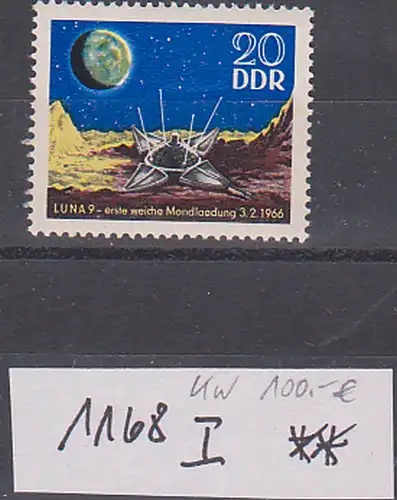 20
DDR
LUNA 9 – erste weiche Mondlandung 3.2.1966
KW 100.-€
1168 I **